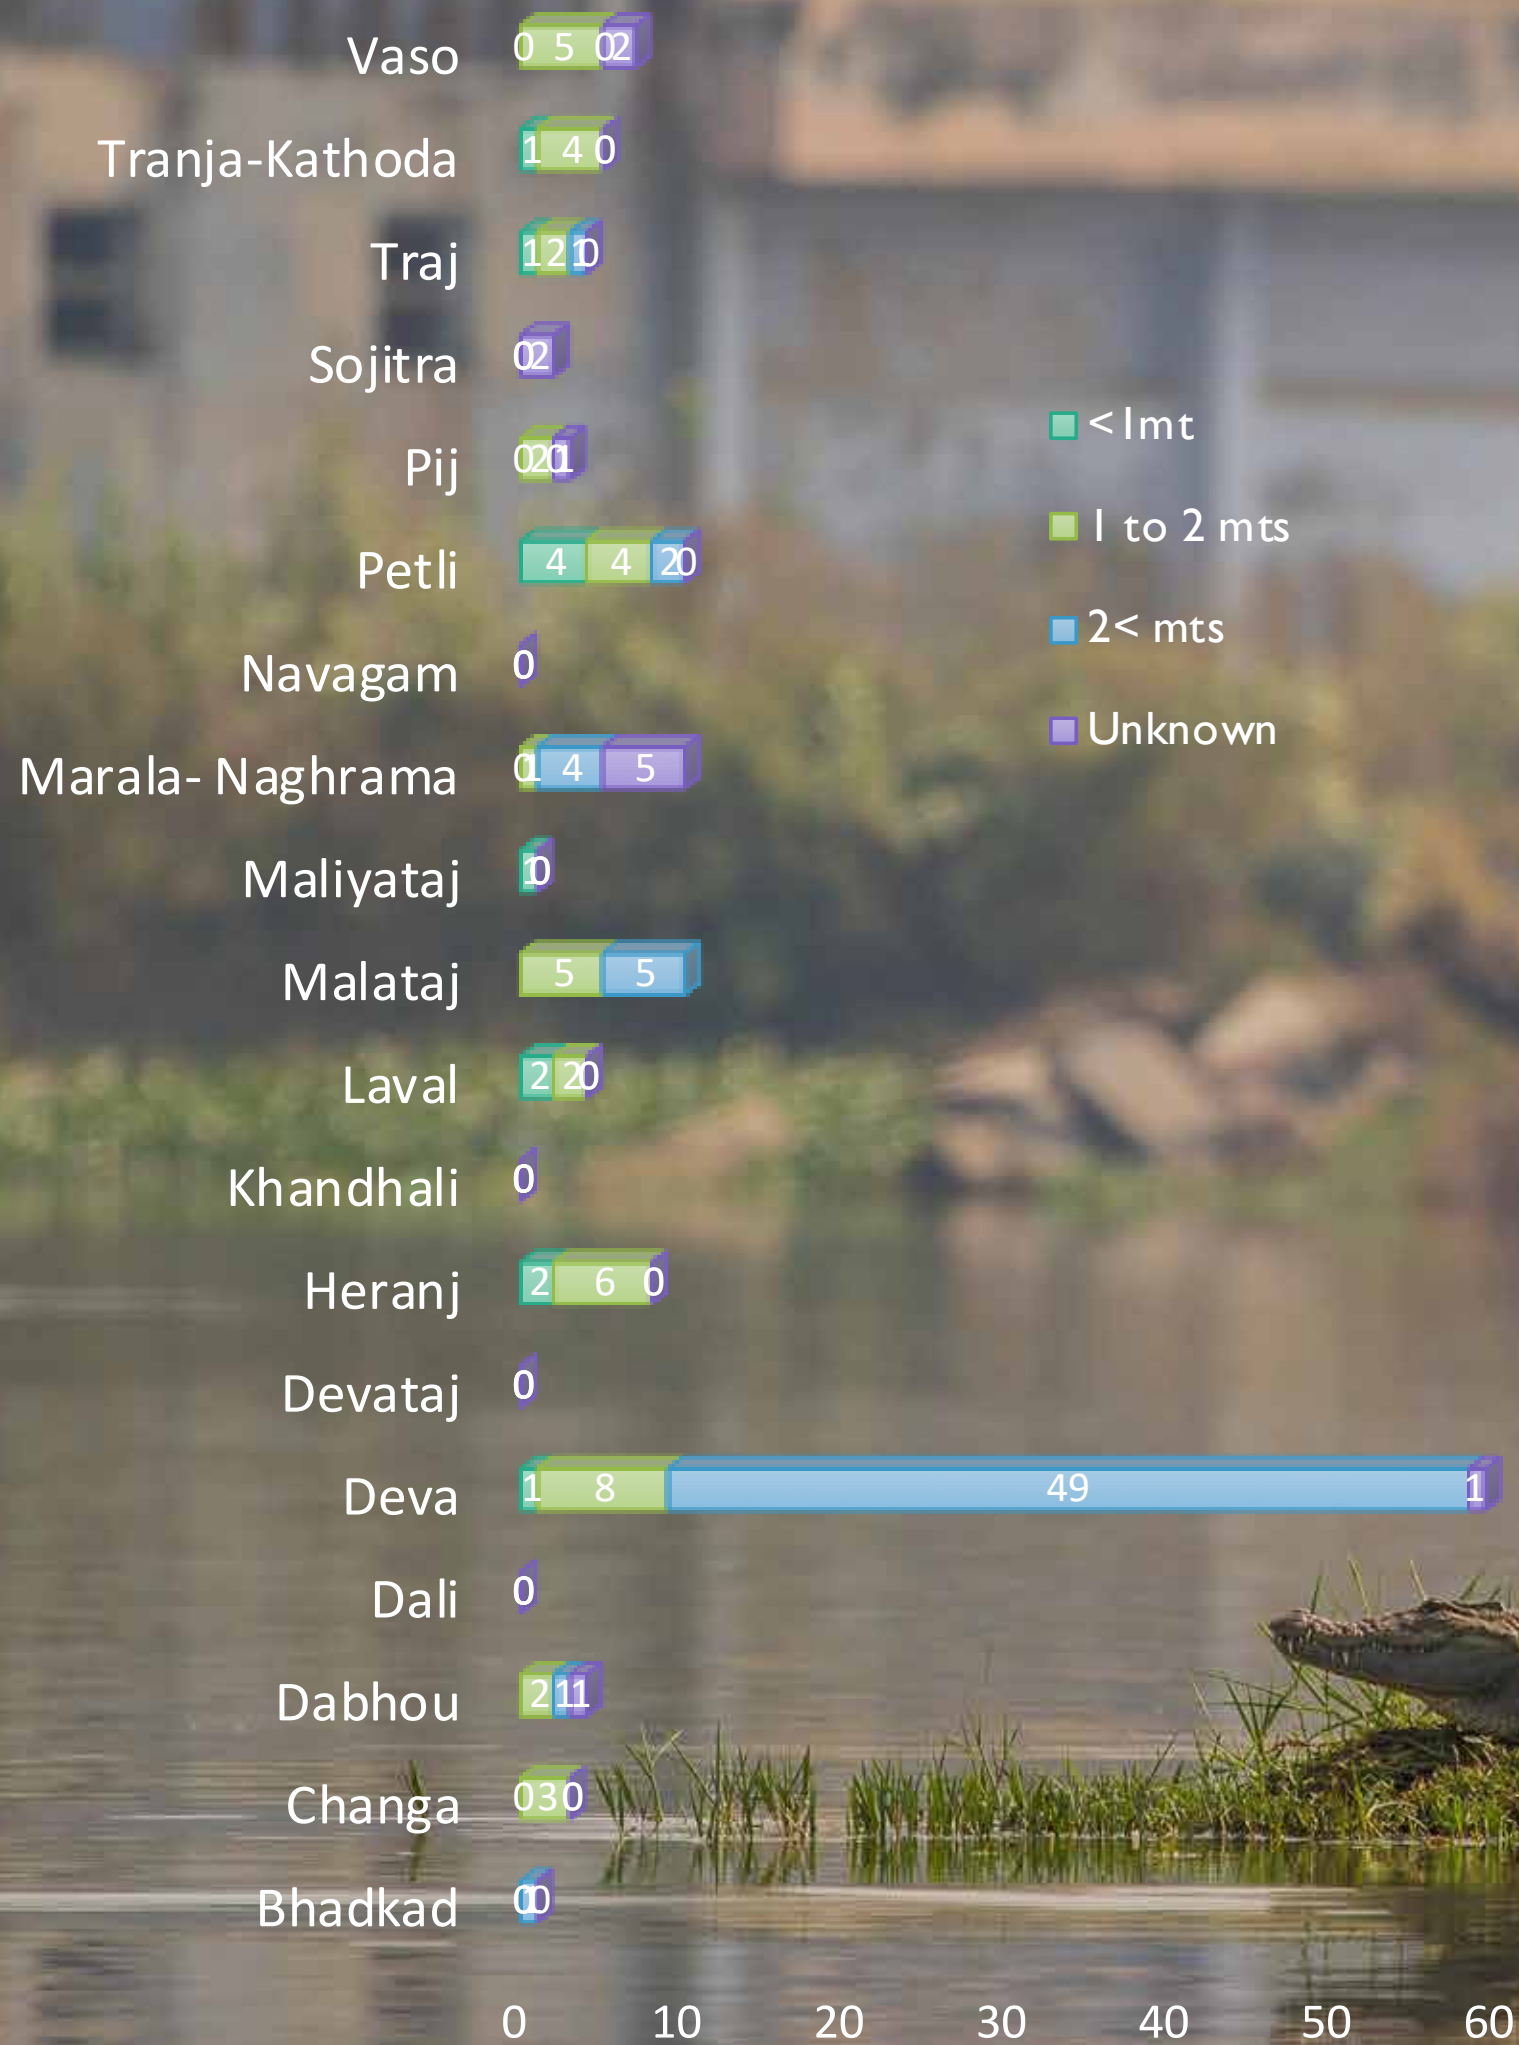 Vaso 0 5 0 2
Tranja-Kathoda 1 4 0
Traj 1 2 1 0
Sojitra 0 2
Pij 0 2 0 1
Petli 4 4 2 0
Navagam 0
Marala- Naghrama 0 1 4 5
Maliyataj 1 0
Malataj 5 5
Laval 2 2 0
Khandhali 0
Heranj 2 6 0
Devataj 0
Deva 1 8 49 1
Dali 0
Dabhou 2 1 1
Changa 0 3 0
Bhadkad 0 1 0
0 10 20 30 40 50 60
<1mt
1 to 2 mts
2< mts
Unknown